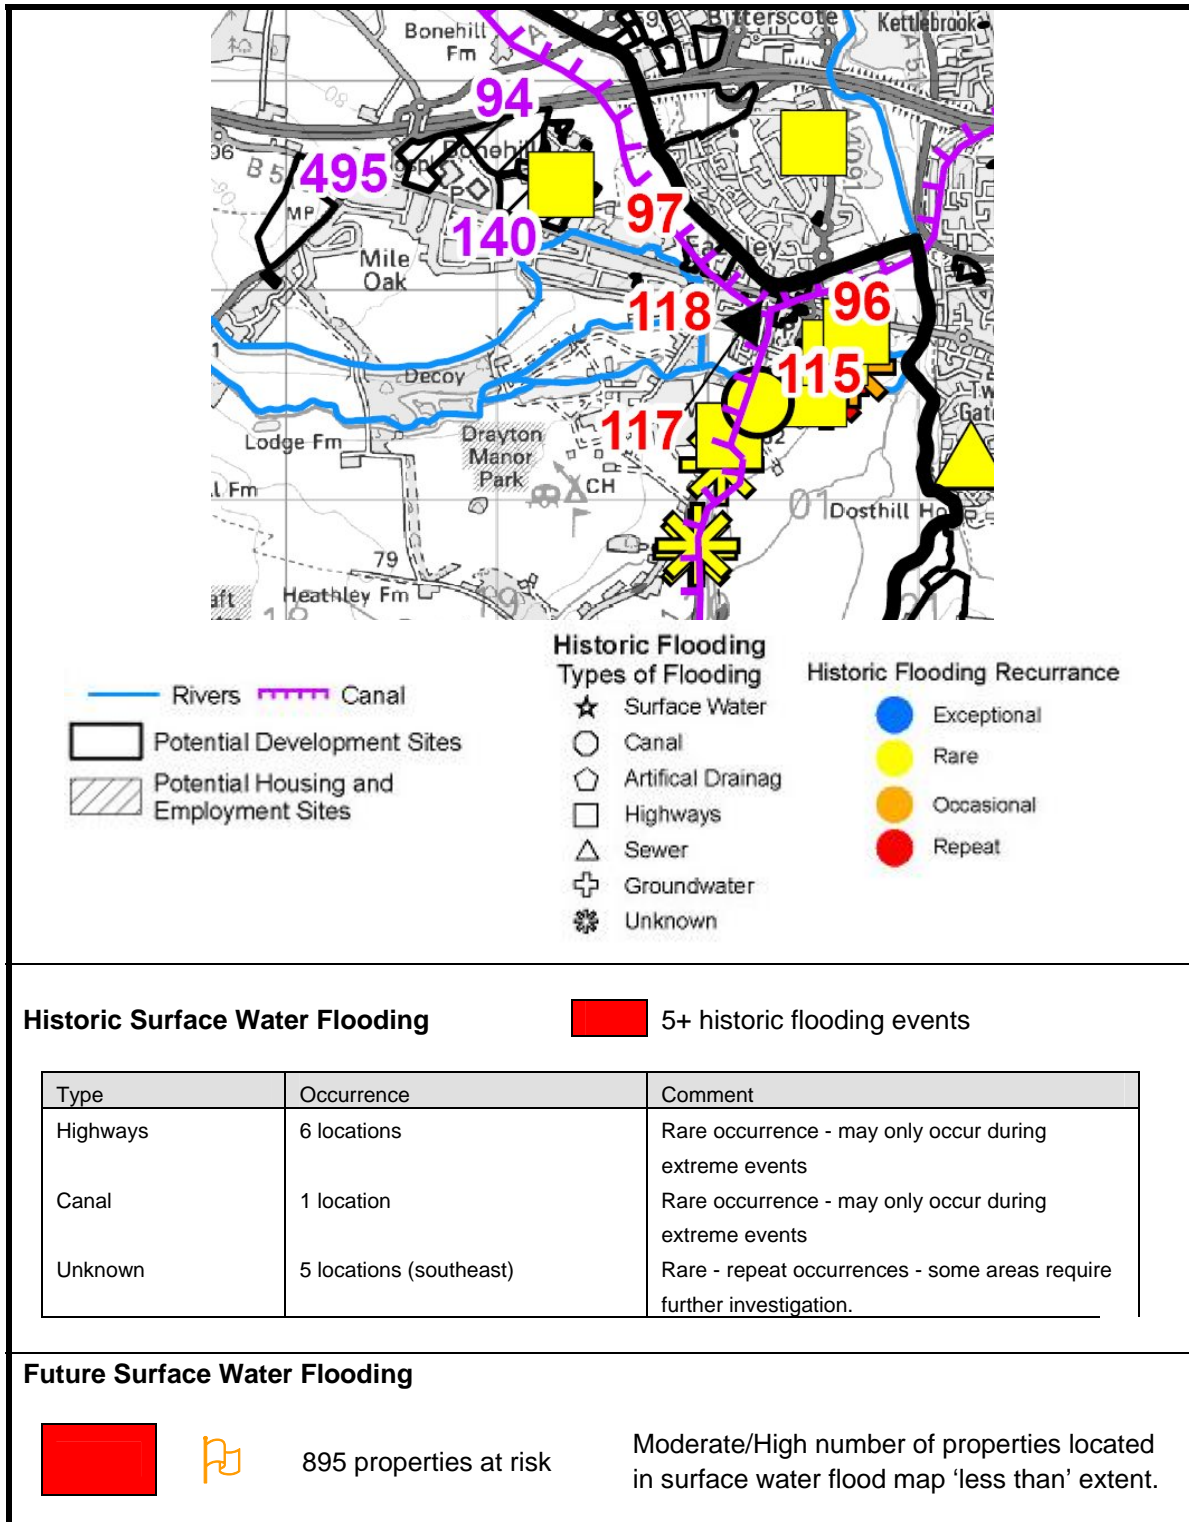 Bonehill
Fm
Bitterscote
Kettlebrook
94
495
Bonehill
MP
P
140
97
Mile
Oak
118
96
115
Decoy
117
Lodge Fm
Drayton
Manor
Park
CH
Fm
01
Dosthill Ho
79
Heathley Fm
19
Historic Flooding
Types of Flooding
Historic Flooding Recurrance
Rivers Canal
Surface Water
Exceptional
Potential Development Sites
Canal
Rare
Artifical Drainag
Potential Housing and
Employment Sites
Highways
Occasional
Sewer
Repeat
Groundwater
Unknown
Historic Surface Water Flooding 5+ historic flooding events
Type Occurrence Comment
Highways 6 locations Rare occurrence - may only occur during
extreme events
Canal 1 location Rare occurrence - may only occur during
extreme events
Unknown 5 locations (southeast) Rare - repeat occurrences - some areas require
further investigation.
Future Surface Water Flooding
895 properties at risk
Moderate/High number of properties located
in surface water flood map ‘less than’ extent.